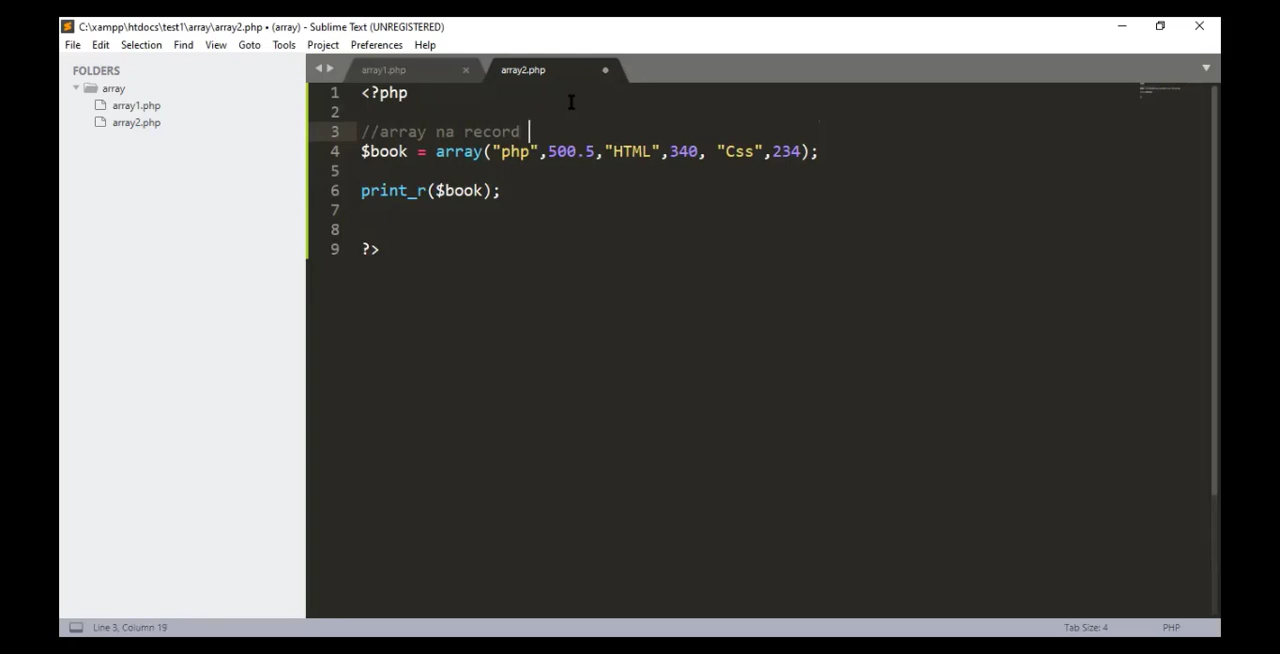 C:\xampp\htdocs\test1\array\array2.php • (array) - Sublime Text (UNREGISTERED)
File Edit Selection Find View Goto Tools Project Preferences Help
FOLDERS
array
array1.php
array2.php
array1.php × array2.php
1 <?php
2
3 //array na record
4 $book = array("php",500.5,"HTML",340, "Css",234);
5
6 print_r($book);
7
8
9 ?>
Line 3, Column 19
Tab Size: 4 PHP